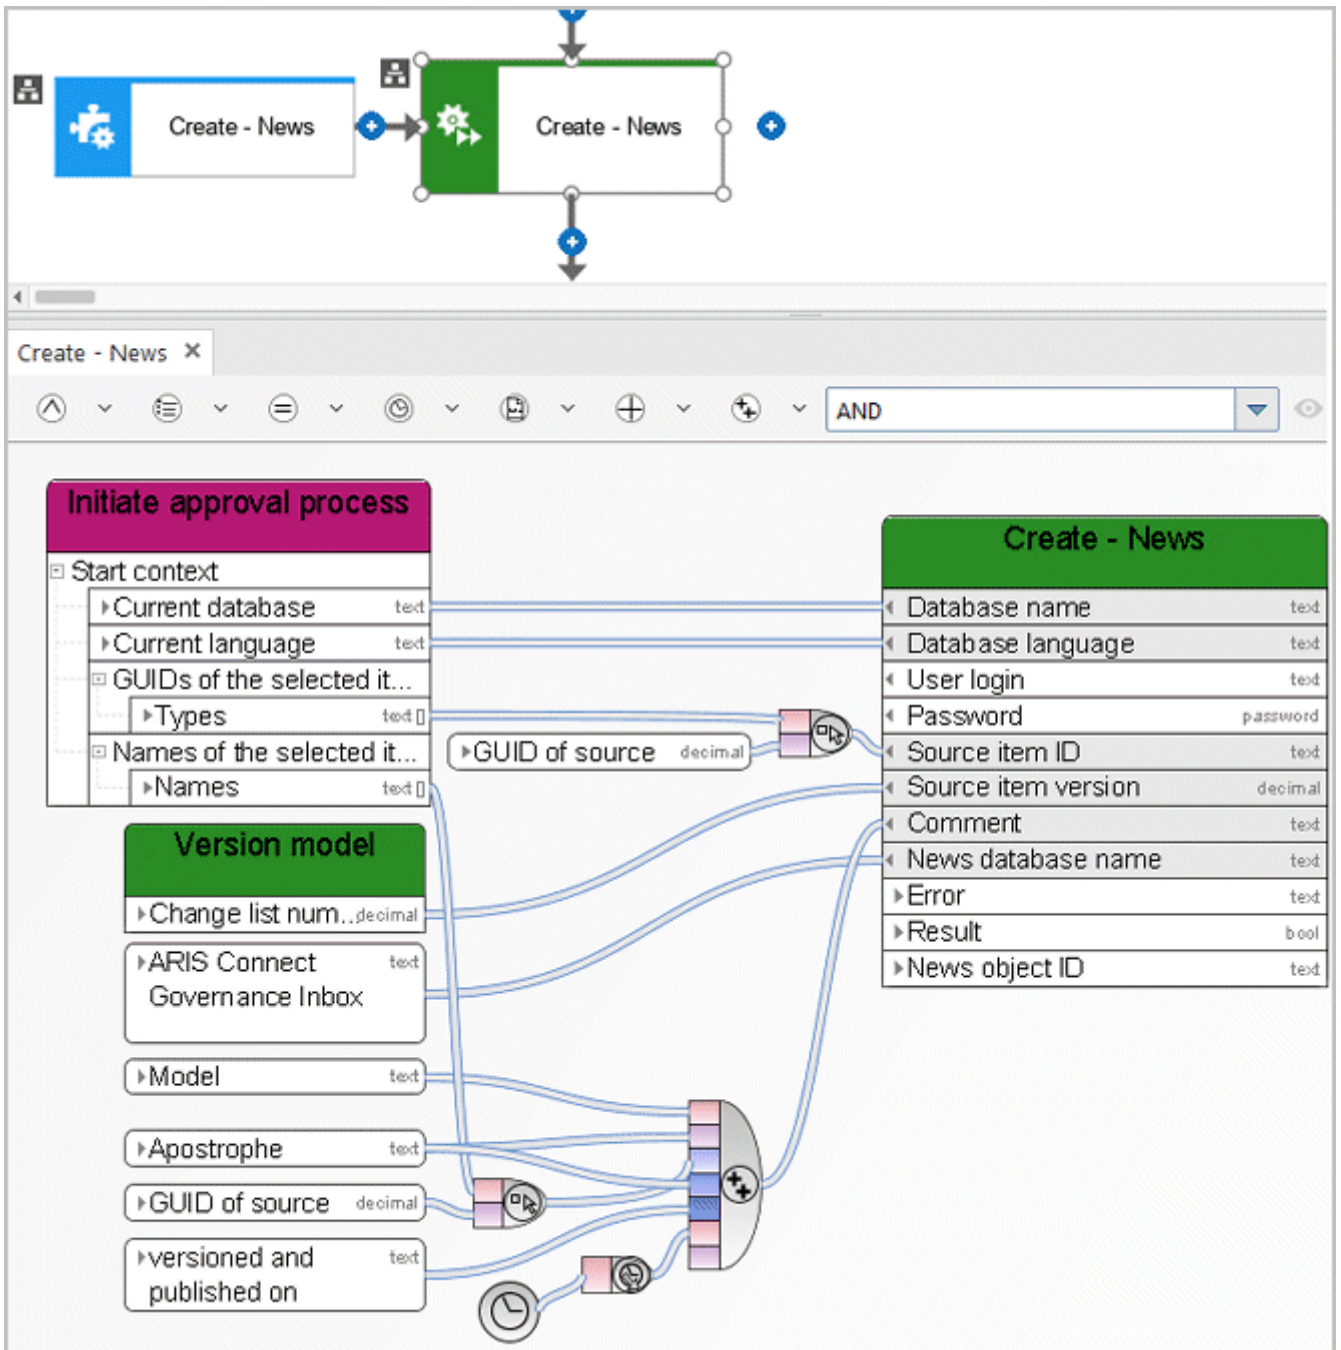 Create - News
Create - News
Create - News
AND
Initiate approval process
Start context
Current database text
Current language text
GUIDs of the selected it...
Types text []
Names of the selected it...
Names text []
GUID of source decimal
Version model
Change list num.. decimal
ARIS Connect text
Governance Inbox
Model text
Apostrophe text
GUID of source decimal
versioned and text
published on
Create - News
Database name text
Database language text
User login text
Password password
Source item ID text
Source item version decimal
Comment text
News database name text
Error text
Result bool
News object ID text